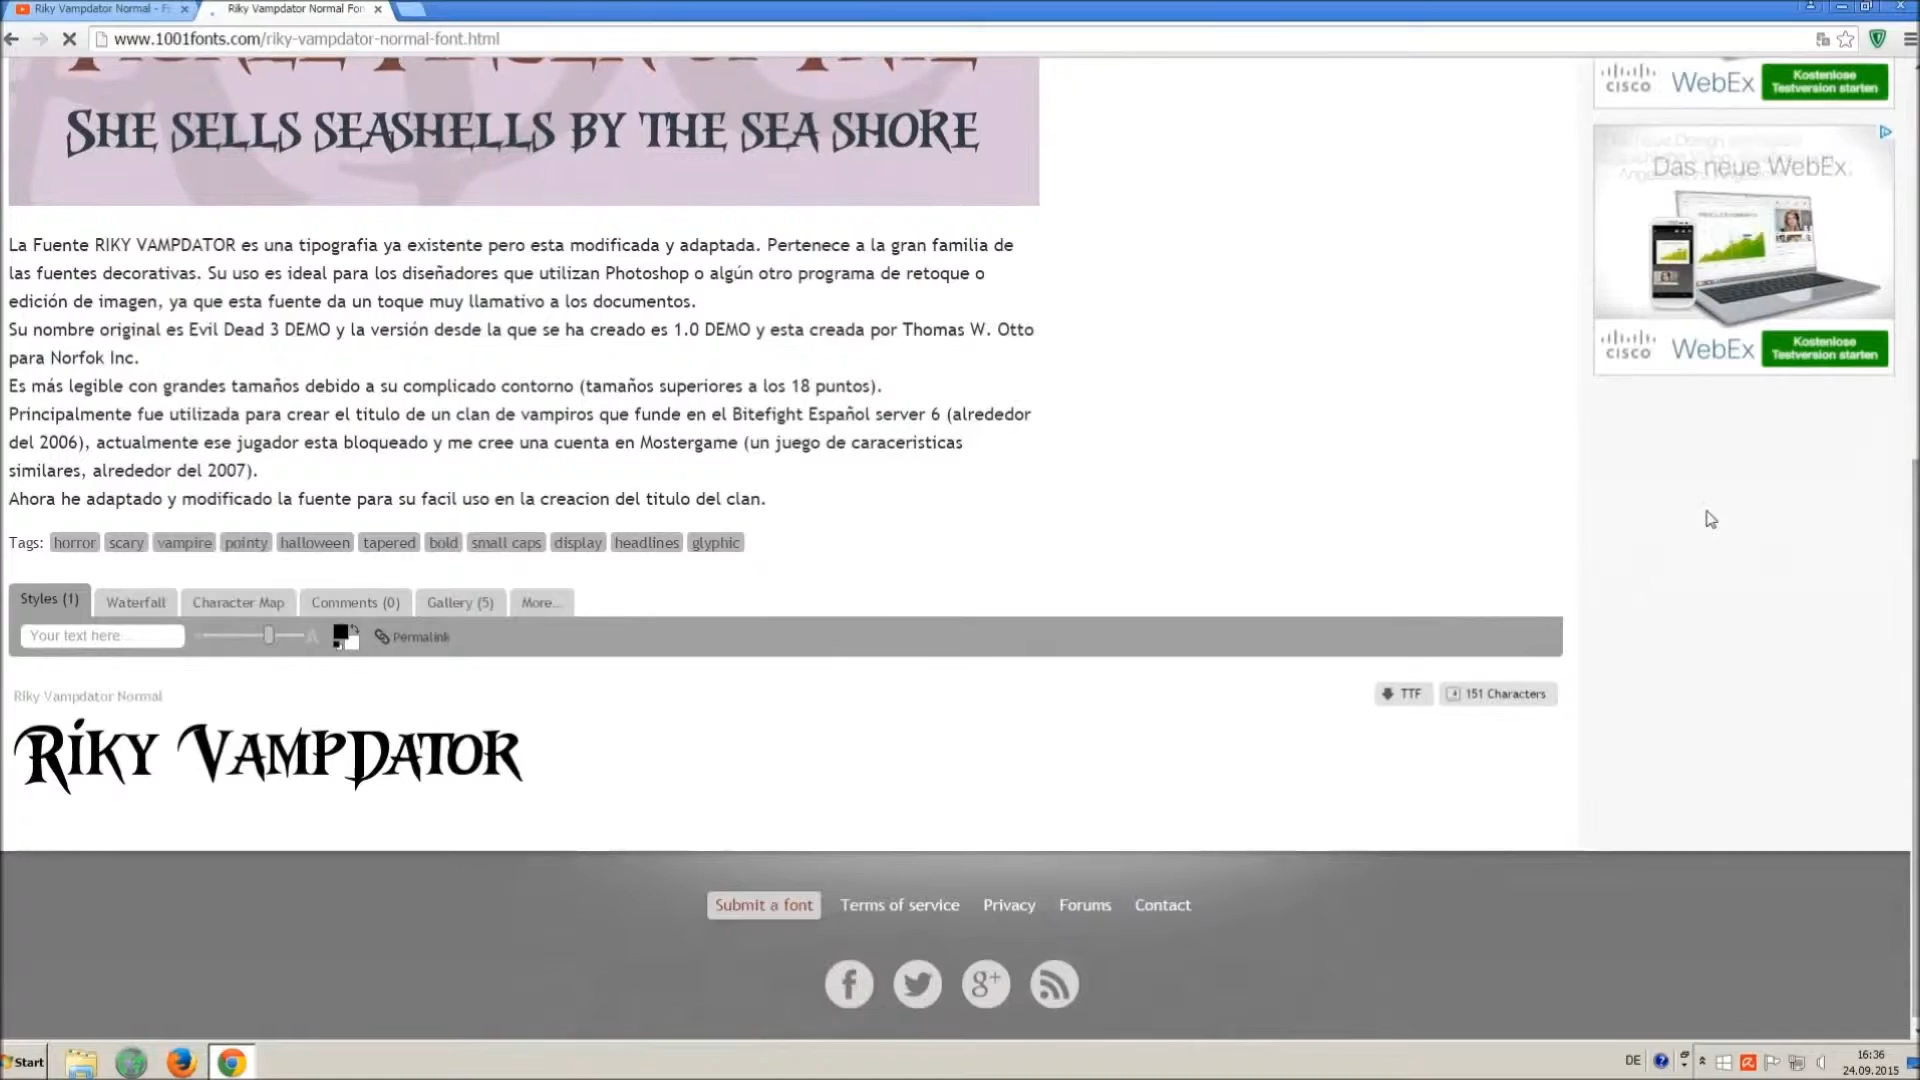 Riky Vampdator Normal - F
Riky Vampdator Normal Fon
www.1001fonts.com/riky-vampdator-normal-font.html
She sells seashells by the sea shore
La Fuente RIKY VAMPDATOR es una tipografia ya existente pero esta modificada y adaptada. Pertenece a la gran familia de
las fuentes decorativas. Su uso es ideal para los diseñadores que utilizan Photoshop o algún otro programa de retoque o
edición de imagen, ya que esta fuente da un toque muy llamativo a los documentos.
Su nombre original es Evil Dead 3 DEMO y la versión desde la que se ha creado es 1.0 DEMO y esta creada por Thomas W. Otto
para Norfok Inc.
Es más legible con grandes tamaños debido a su complicado contorno (tamaños superiores a los 18 puntos).
Principalmente fue utilizada para crear el titulo de un clan de vampiros que funde en el Bitefight Español server 6 (alrededor
del 2006), actualmente ese jugador esta bloqueado y me cree una cuenta en Mostergame (un juego de caraceristicas
similares, alrededor del 2007).
Ahora he adaptado y modificado la fuente para su facil uso en la creacion del titulo del clan.
Tags: horror scary vampire pointy halloween tapered bold small caps display headlines glyphic
Styles (1) Waterfall Character Map Comments (0) Gallery (5) More...
Your text here... A Permalink
Riky Vampdator Normal
TTF 151 Characters
Riky VampDator
cisco WebEx Kostenlose
Testversion starten
Das neue WebEx.
cisco WebEx Kostenlose
Testversion starten
Submit a font Terms of service Privacy Forums Contact
f g+
Start
DE
16:36
24.09.2015